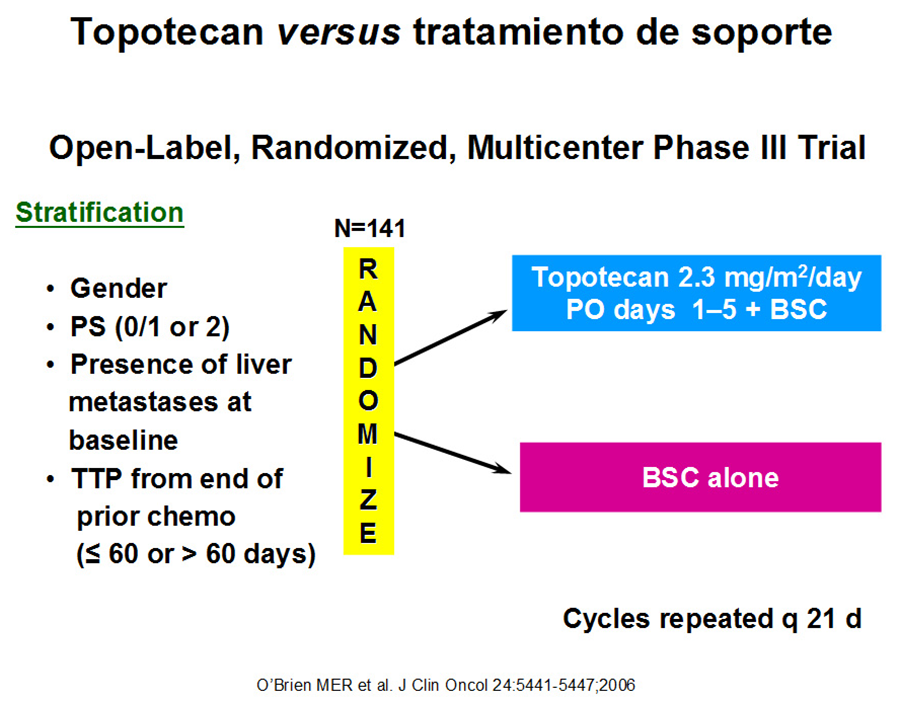 Topotecan versus tratamiento de soporte
Open-Label, Randomized, Multicenter Phase III Trial
Stratification
• Gender
• PS (0/1 or 2)
• Presence of liver
metastases at
baseline
• TTP from end of
prior chemo
(≤ 60 or > 60 days)
N=141
R
A
N
D
O
M
I
Z
E
Topotecan 2.3 mg/m²/day
PO days 1–5 + BSC
BSC alone
Cycles repeated q 21 d
O’Brien MER et al. J Clin Oncol 24:5441-5447;2006